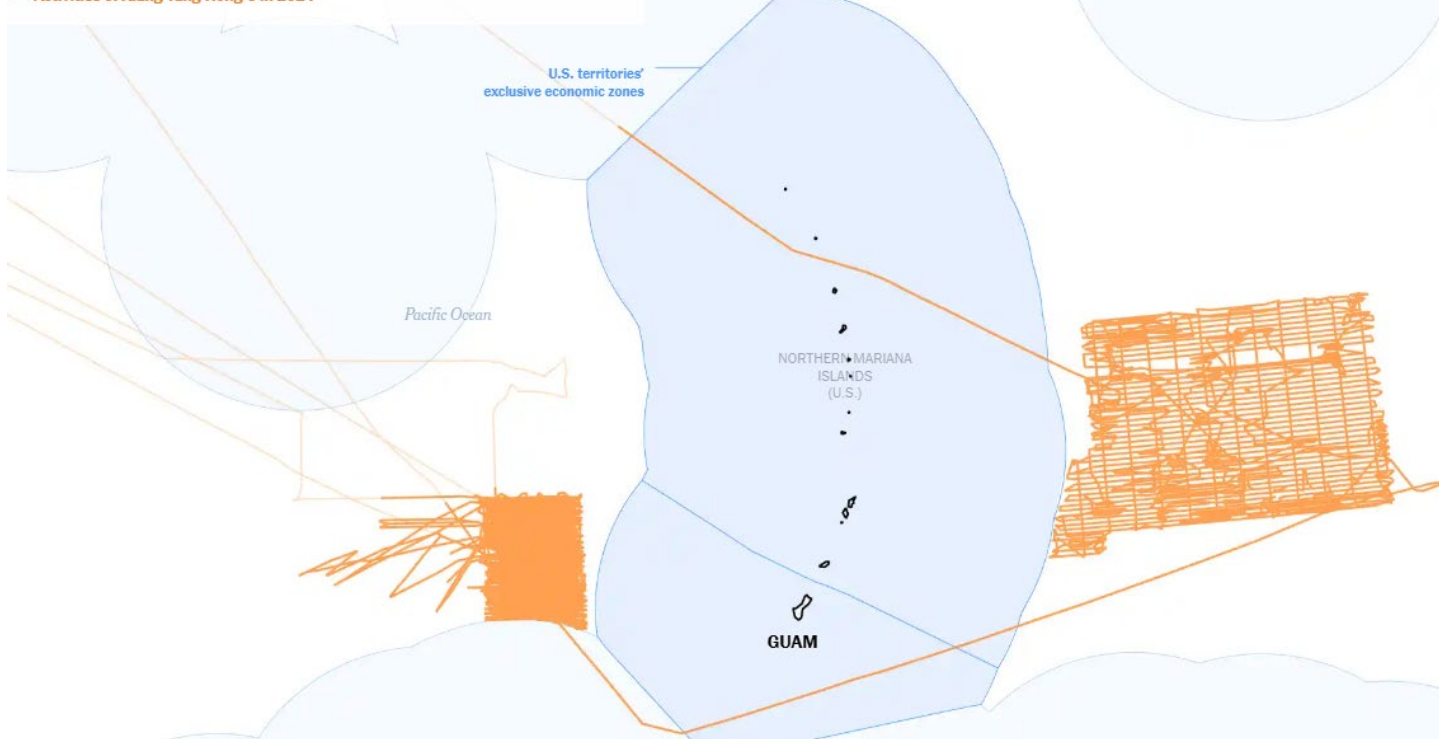 U.S. territories'
exclusive economic zones
Pacific Ocean
NORTHERN MARIANA
ISLANDS
(U.S.)
GUAM